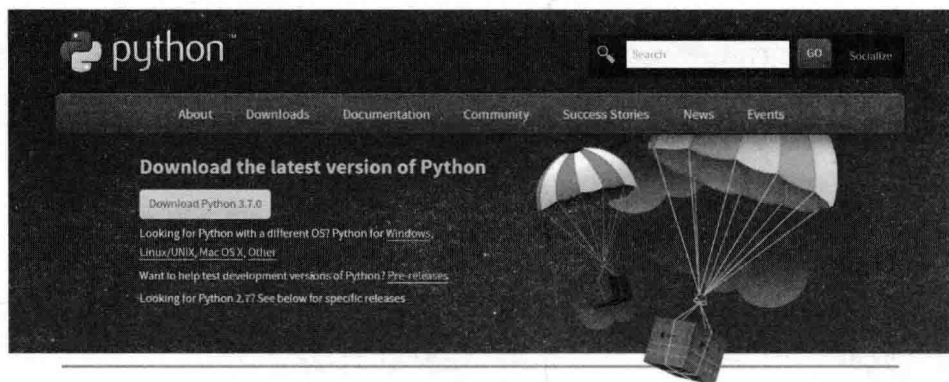 python™
Search GO Socialize
About Downloads Documentation Community Success Stories News Events
Download the latest version of Python
Download Python 3.7.0
Looking for Python with a different OS? Python for Windows,
Linux/UNIX, Mac OS X, Other
Want to help test development versions of Python? Pre-releases
Looking for Python 2.7? See below for specific releases